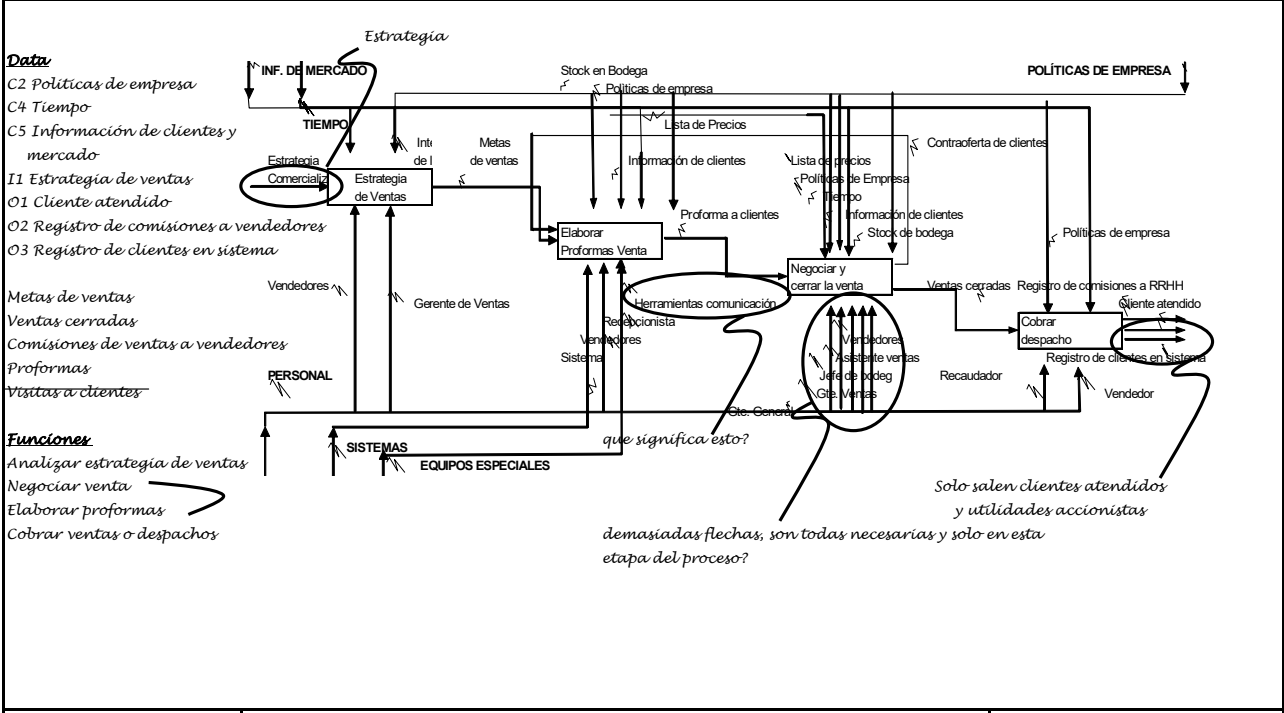 Estrategia
Data
C2 Políticas de empresa
C4 Tiempo
C5 Información de clientes y
mercado
I1 Estrategia de ventas
O1 Cliente atendido
O2 Registro de comisiones a vendedores
O3 Registro de clientes en sistema
Metas de ventas
Ventas cerradas
Comisiones de ventas a vendedores
Proformas
Visitas a clientes
Funciones
Analizar estrategia de ventas
Negociar venta
Elaborar proformas
Cobrar ventas o despachos
INF. DE MERCADO
TIEMPO
POLÍTICAS DE EMPRESA
Stock en Bodega
Políticas de empresa
Lista de Precios
Información de clientes
Estrategia
Estrategia
de Ventas
Metas
de ventas
Elaborar
Proformas Venta
Proforma a clientes
Contraoferta de clientes
Lista de precios
Políticas de Empresa
Tiempo
Información de clientes
Stock de bodega
Negociar y
cerrar la venta
Ventas cerradas
Políticas de empresa
Registro de comisiones a RRHH
Cliente atendido
Cobrar
despacho
Registro de clientes en sistema
Vendedores
Gerente de Ventas
Herramientas comunicación
Recepcionista
Vendedores
Sistema
Vendedores
Asistente ventas
Jefe de bodeg
Gte. Ventas
Gte. General
Recaudador
Vendedor
PERSONAL
SISTEMAS
EQUIPOS ESPECIALES
que significa esto?
demasiadas flechas, son todas necesarias y solo en esta
etapa del proceso?
Solo salen clientes atendidos
y utilidades accionistas